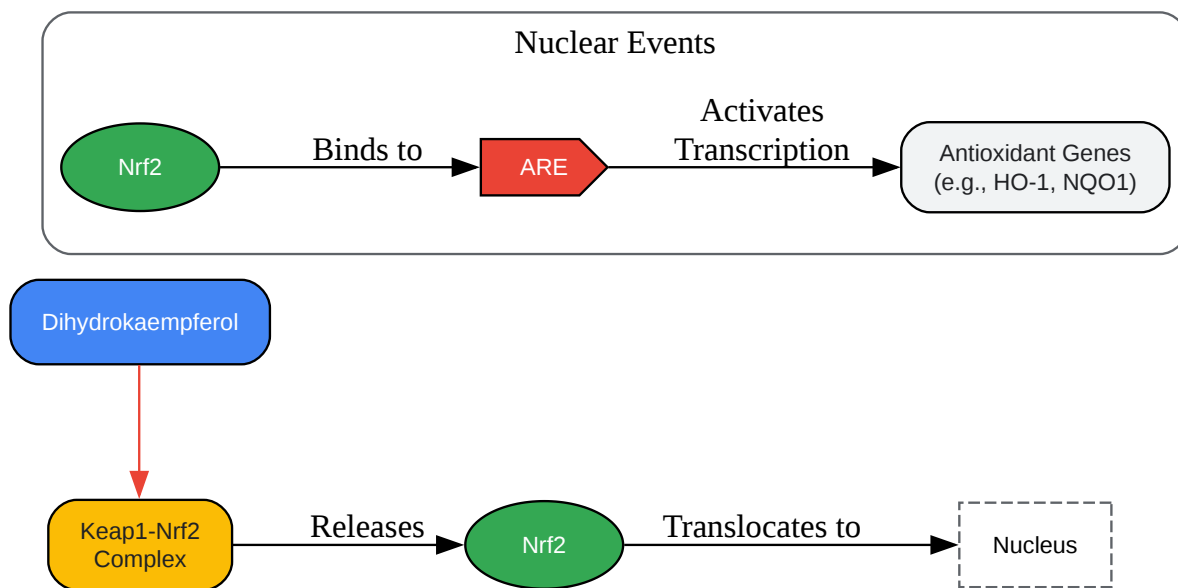 Nuclear Events
Nrf2
Binds to
ARE
Activates
Transcription
Antioxidant Genes
(e.g., HO-1, NQO1)
Dihydrokaempferol
Keap1-Nrf2
Complex
Releases
Nrf2
Translocates to
Nucleus